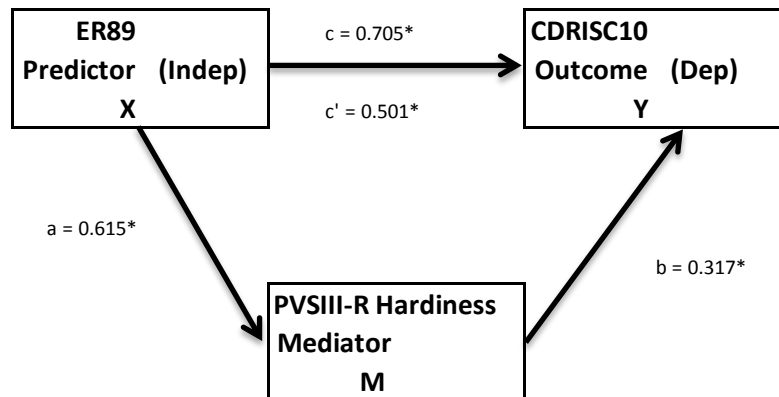 ER89
Predictor (Indep)
X
c = 0.705*
c' = 0.501*
CDRISC10
Outcome (Dep)
Y
a = 0.615*
b = 0.317*
PVSIII-R Hardiness
Mediator
M